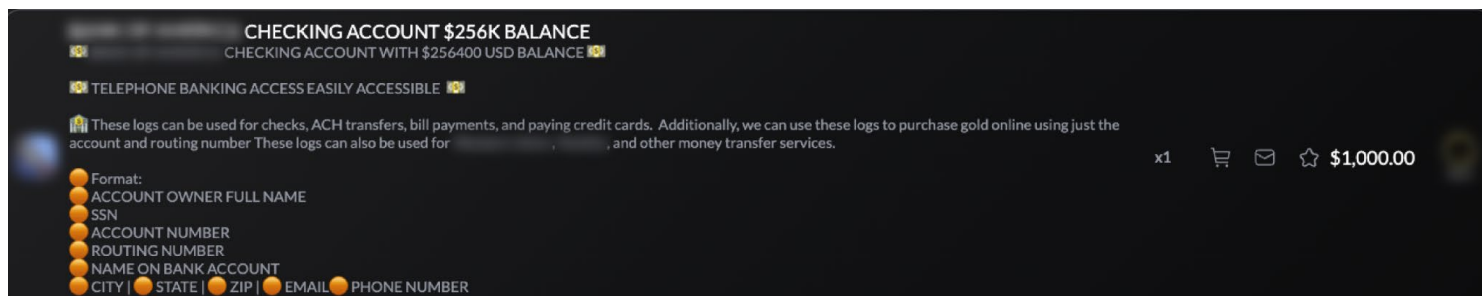 CHECKING ACCOUNT $256K BALANCE
CHECKING ACCOUNT WITH $256400 USD BALANCE
TELEPHONE BANKING ACCESS EASILY ACCESSIBLE
These logs can be used for checks, ACH transfers, bill payments, and paying credit cards. Additionally, we can use these logs to purchase gold online using just the
account and routing number These logs can also be used for , , and other money transfer services.
x1 $1,000.00
Format:
ACCOUNT OWNER FULL NAME
SSN
ACCOUNT NUMBER
ROUTING NUMBER
NAME ON BANK ACCOUNT
CITY | STATE | ZIP | EMAIL PHONE NUMBER